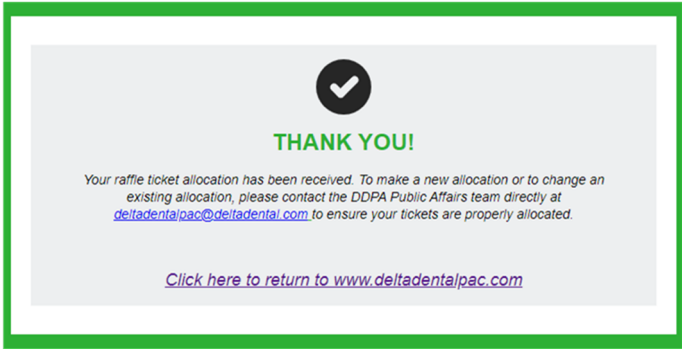 THANK YOU!
Your raffle ticket allocation has been received. To make a new allocation or to change an
existing allocation, please contact the DDPA Public Affairs team directly at
deltadentalpac@deltadental.com to ensure your tickets are properly allocated.
Click here to return to www.deltadentalpac.com